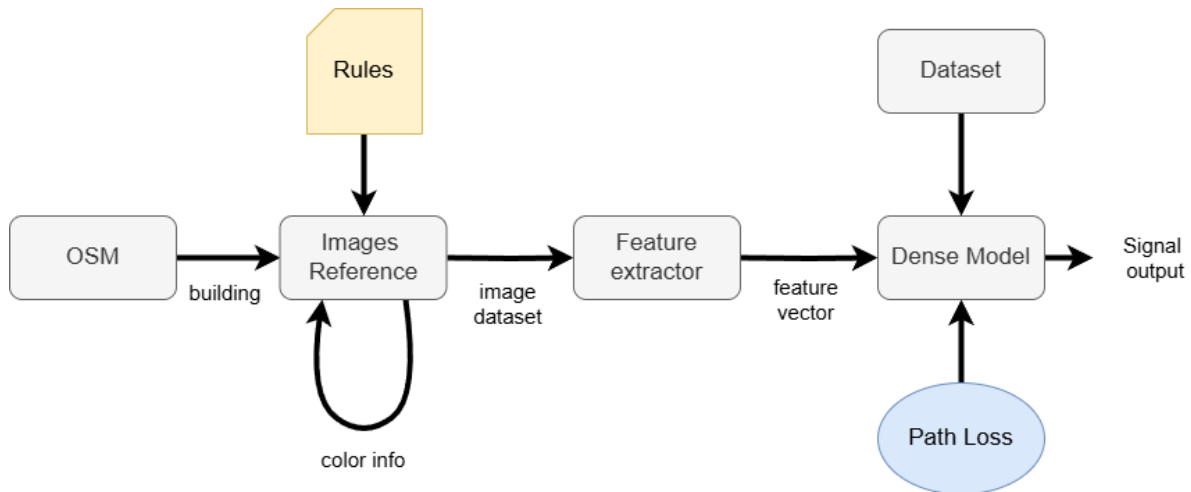 Rules
Dataset
OSM
building
Images
Reference
image
dataset
Feature
extractor
feature
vector
Dense Model
Signal
output
color info
Path Loss